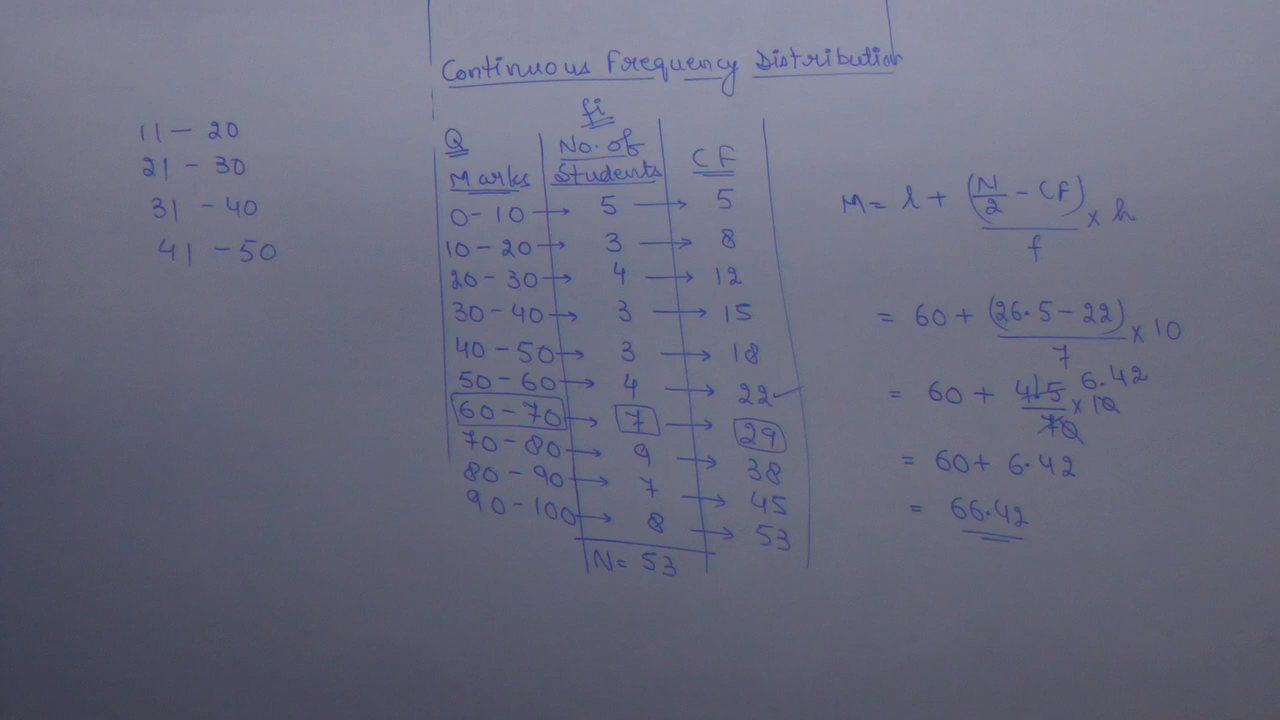 Continuous Frequency Distribution
11 - 20
21 - 30
31 - 40
41 - 50
fi
Q Marks No. of Students CF
0-10 → 5 → 5
10-20 → 3 → 8
20-30 → 4 → 12
30-40 → 3 → 15
40-50 → 3 → 18
50-60 → 4 → 22 ✓
60-70 → 7 → 29
70-80 → 9 → 38
80-90 → 7 → 45
90-100 → 8 → 53
N = 53
M = l + (N/2 - CF)/f × h
= 60 + (26.5 - 22)/7 × 10
= 60 + 45/70 × 10 6.42
= 60 + 6.42
= 66.42